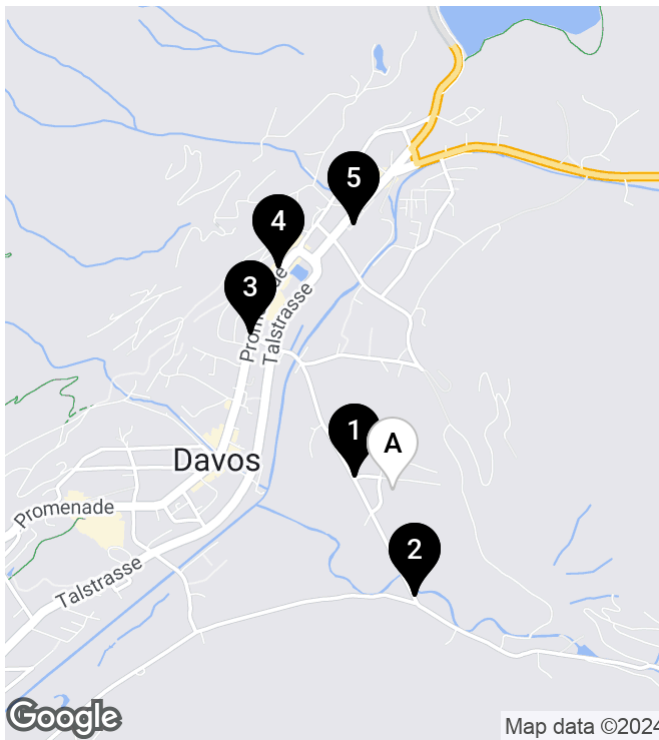 5
4
3
Promenade
Talstrasse
1
A
Davos
Promenade
2
Talstrasse
Google
Map data ©2024